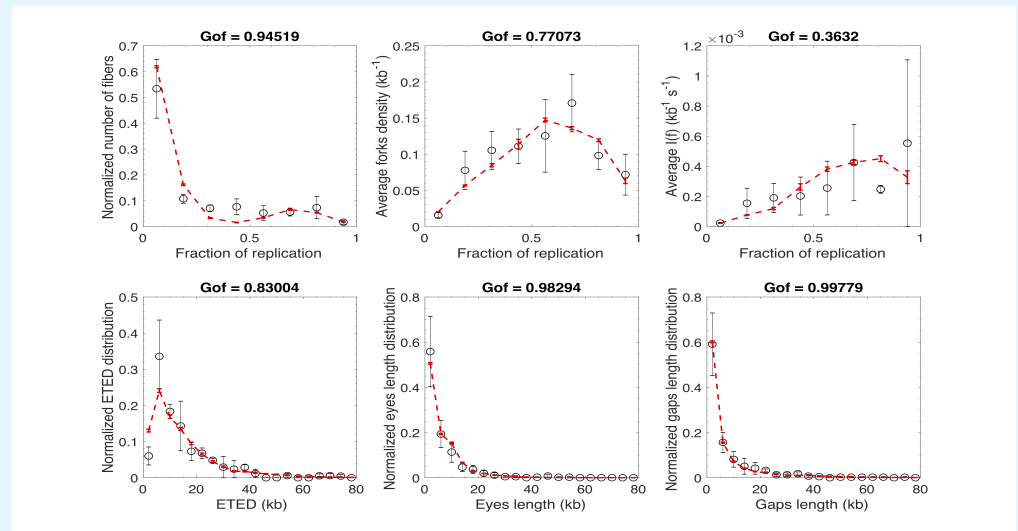 Gof = 0.94519
Normalized number of fibers
0.7
0.6
0.5
0.4
0.3
0.2
0.1
0
0 0.5 1
Fraction of replication
Gof = 0.77073
Average forks density (kb⁻¹)
0.25
0.2
0.15
0.1
0.05
0
0 0.5 1
Fraction of replication
Gof = 0.3632
×10⁻³
Average I(f) (kb⁻¹ s⁻¹)
1.2
1
0.8
0.6
0.4
0.2
0
0 0.5 1
Fraction of replication
Gof = 0.83004
Normalized ETED distribution
0.5
0.4
0.3
0.2
0.1
0
0 20 40 60 80
ETED (kb)
Gof = 0.98294
Normalized eyes length distribution
0.8
0.6
0.4
0.2
0
0 20 40 60 80
Eyes length (kb)
Gof = 0.99779
Normalized gaps length distribution
0.8
0.6
0.4
0.2
0
0 20 40 60 80
Gaps length (kb)